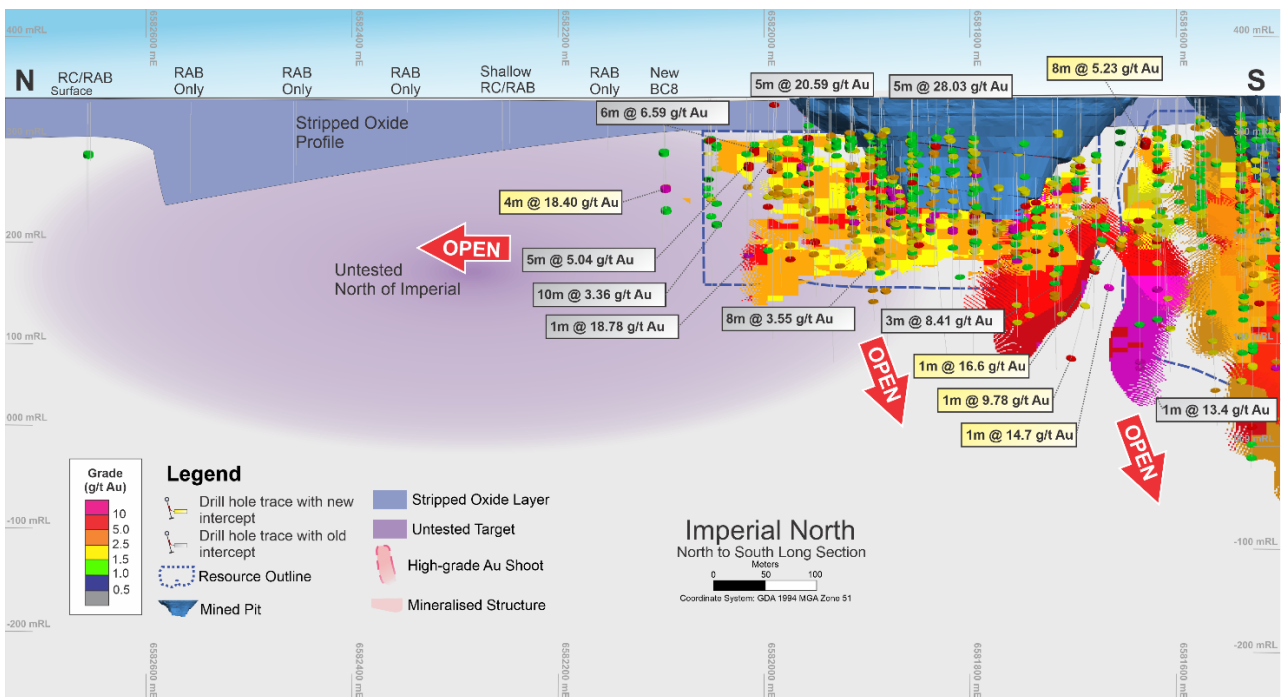 400 mRL
6582600 mE
6582400 mE
6582200 mE
6582000 mE
6581800 mE
6581600 mE
400 mRL
N
RC/RAB
Surface
RAB
Only
RAB
Only
RAB
Only
Shallow
RC/RAB
RAB
Only
New
BC8
S
8m @ 5.23 g/t Au
5m @ 20.59 g/t Au
5m @ 28.03 g/t Au
6m @ 6.59 g/t Au
Stripped Oxide
Profile
4m @ 18.40 g/t Au
200 mRL
OPEN
5m @ 5.04 g/t Au
Untested
North of Imperial
10m @ 3.36 g/t Au
1m @ 18.78 g/t Au
8m @ 3.55 g/t Au
3m @ 8.41 g/t Au
100 mRL
OPEN
1m @ 16.6 g/t Au
1m @ 9.78 g/t Au
1m @ 13.4 g/t Au
1m @ 14.7 g/t Au
000 mRL
OPEN
Grade
(g/t Au)
10
5.0
2.5
1.5
1.0
0.5
Legend
Drill hole trace with new
intercept
Drill hole trace with old
intercept
Resource Outline
Mined Pit
Stripped Oxide Layer
Untested Target
High-grade Au Shoot
Mineralised Structure
-100 mRL
Imperial North
North to South Long Section
Meters
0 50 100
Coordinate System: GDA 1994 MGA Zone 51
-100 mRL
-200 mRL
6582600 mE
6582400 mE
6582200 mE
6582000 mE
6581800 mE
6581600 mE
-200 mRL